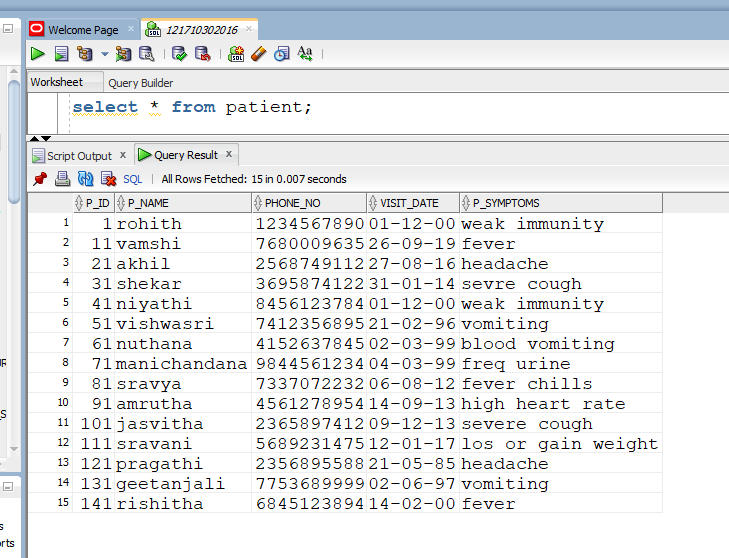 Welcome Page × 121710302016 ×
Worksheet Query Builder
select * from patient;
Script Output × Query Result ×
SQL | All Rows Fetched: 15 in 0.007 seconds
P_ID P_NAME PHONE_NO VISIT_DATE P_SYMPTOMS
1 1 rohith 1234567890 01-12-00 weak immunity
2 11 vamshi 7680009635 26-09-19 fever
3 21 akhil 2568749112 27-08-16 headache
4 31 shekar 3695874122 31-01-14 sevre cough
5 41 niyathi 8456123784 01-12-00 weak immunity
6 51 vishwasri 7412356895 21-02-96 vomiting
7 61 nuthana 4152637845 02-03-99 blood vomiting
8 71 manichandana 9844561234 04-03-99 freq urine
9 81 sravya 7337072232 06-08-12 fever chills
10 91 amrutha 4561278954 14-09-13 high heart rate
11 101 jasvitha 2365897412 09-12-13 severe cough
12 111 sravani 5689231475 12-01-17 los or gain weight
13 121 pragathi 2356895588 21-05-85 headache
14 131 geetanjali 7753689999 02-06-97 vomiting
15 141 rishitha 6845123894 14-02-00 fever